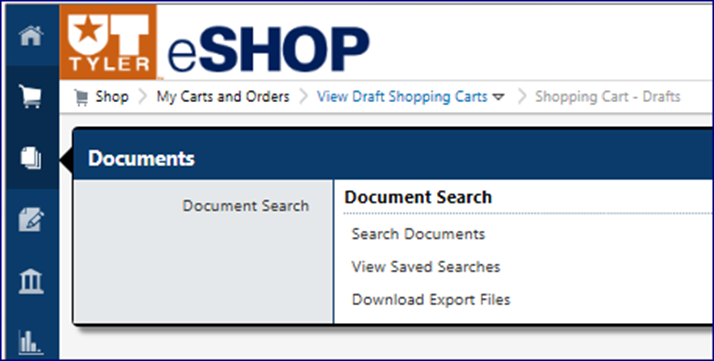 UT
TYLER
eSHOP
Shop > My Carts and Orders > View Draft Shopping Carts > Shopping Cart - Drafts
Documents
Document Search
Document Search
Search Documents
View Saved Searches
Download Export Files